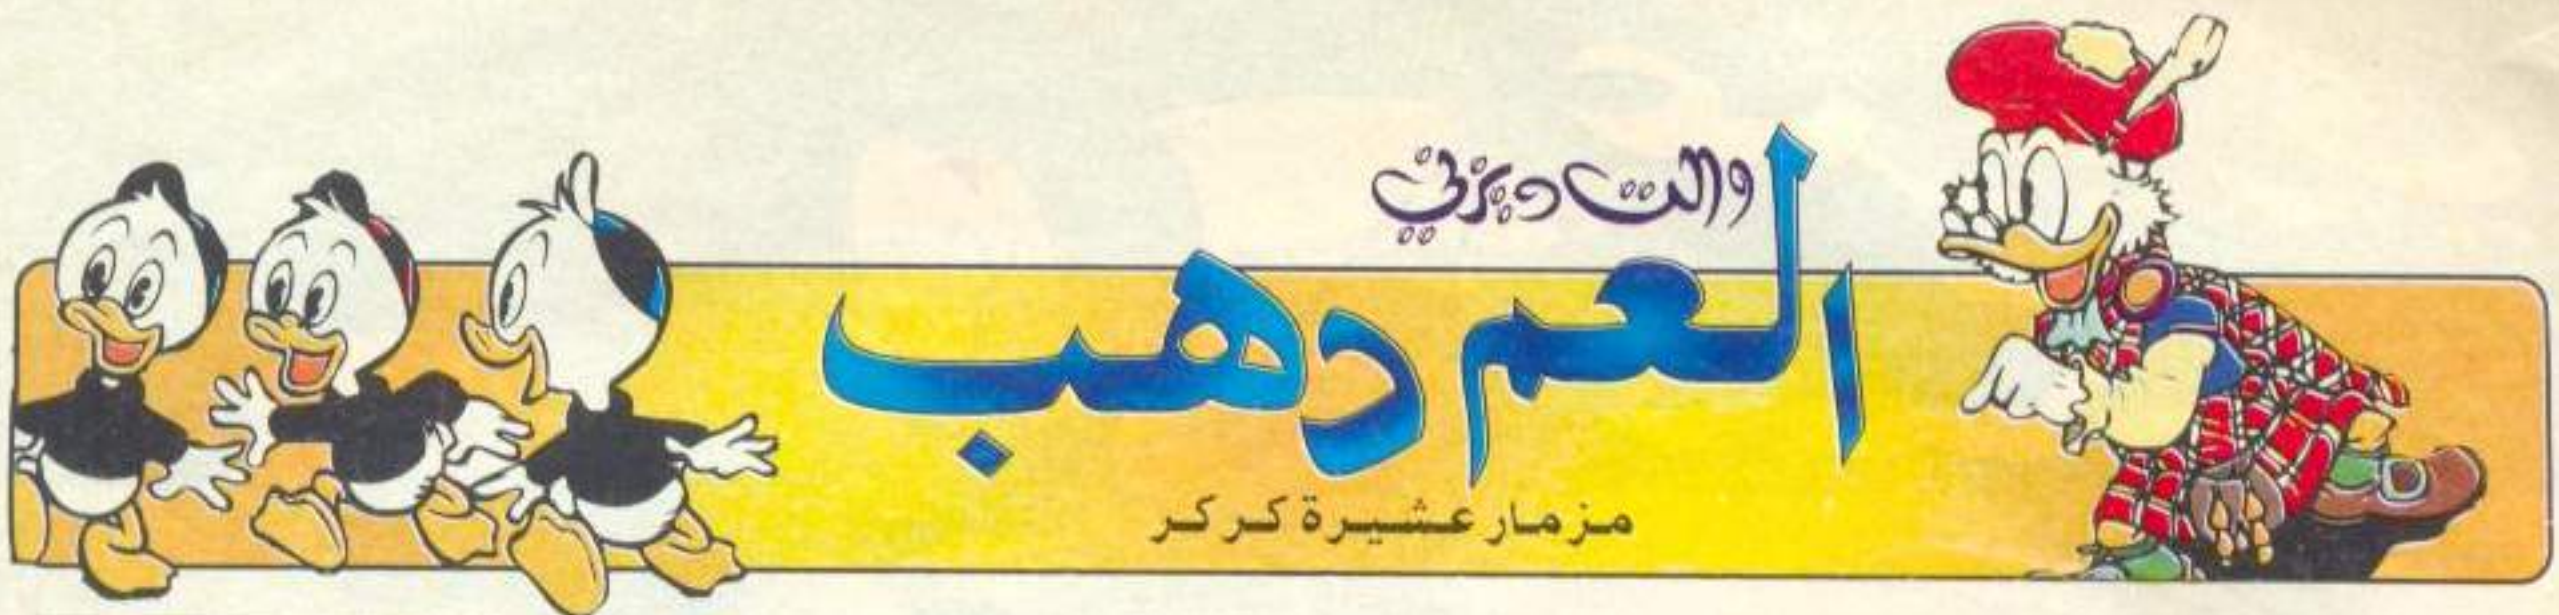 والت ديزني
العم دهب
مزمار عشيرة كركر